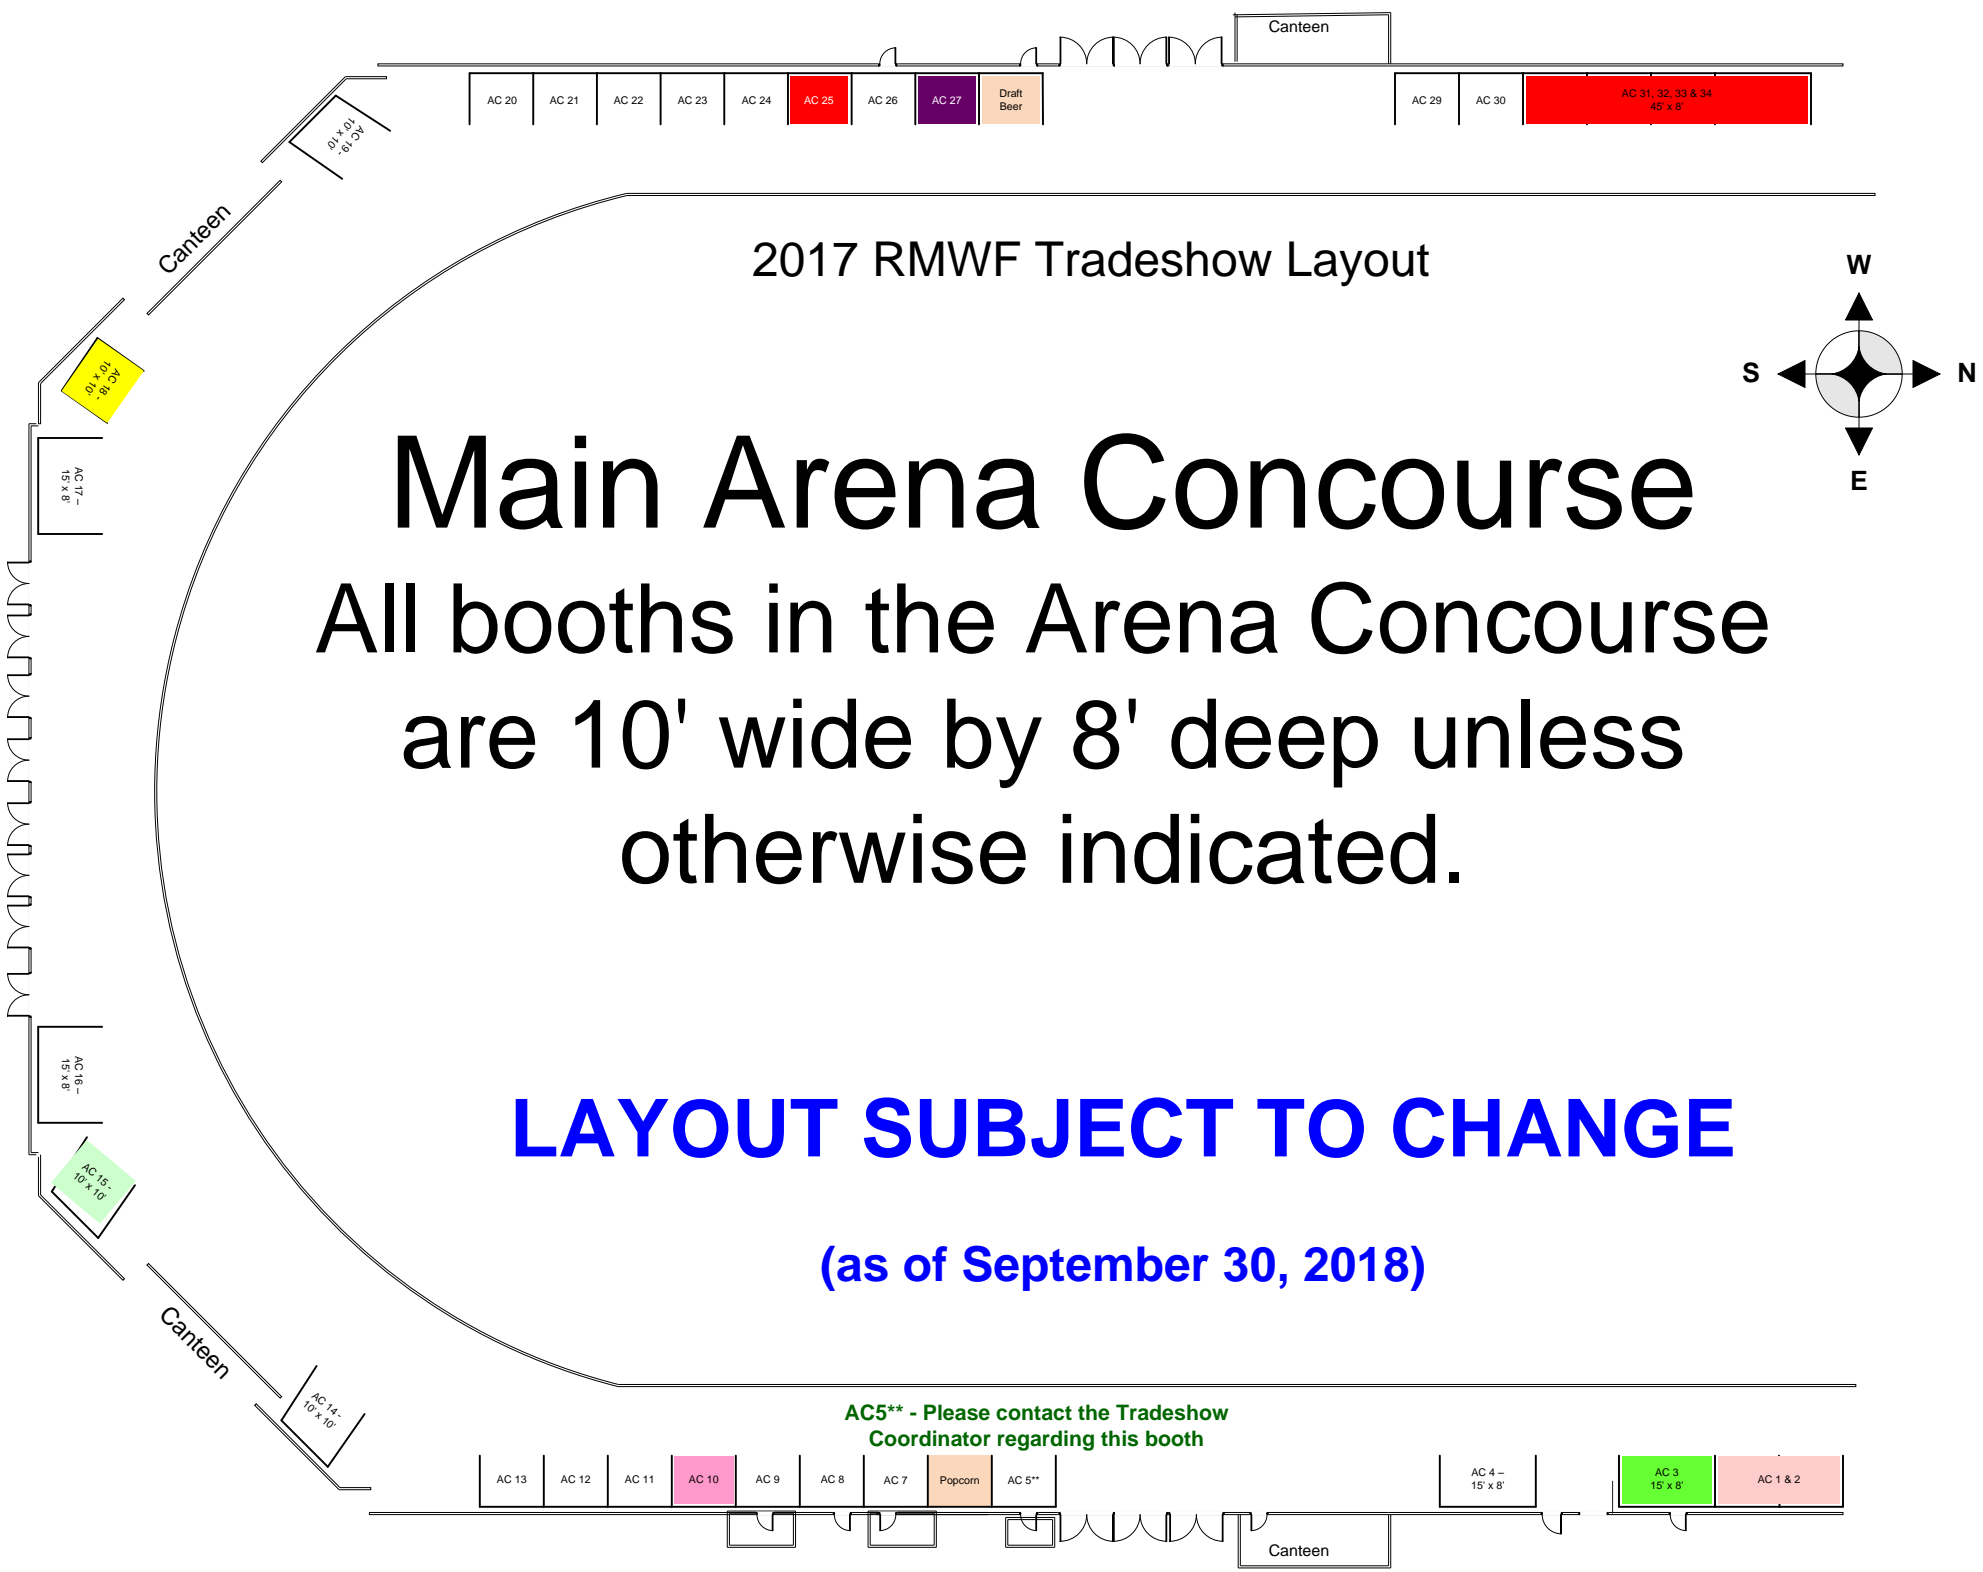 Canteen
AC 20
AC 21
AC 22
AC 23
AC 24
AC 25
AC 26
AC 27
Draft
Beer
AC 29
AC 30
AC 31, 32, 33 & 34
45' x 8'
AC 19 -
10' x 10'
Canteen
2017 RMWF Tradeshow Layout
W
S
N
E
AC 18 -
10' x 10'
AC 17 –
15' x 8'
Main Arena Concourse
All booths in the Arena Concourse
are 10' wide by 8' deep unless
otherwise indicated.
AC 16 –
15' x 8'
LAYOUT SUBJECT TO CHANGE
AC 15 -
10' x 10'
(as of September 30, 2018)
Canteen
AC 14 -
10' x 10'
AC5** - Please contact the Tradeshow
Coordinator regarding this booth
AC 13
AC 12
AC 11
AC 10
AC 9
AC 8
AC 7
Popcorn
AC 5**
AC 4 –
15' x 8'
AC 3
15' x 8'
AC 1 & 2
Canteen